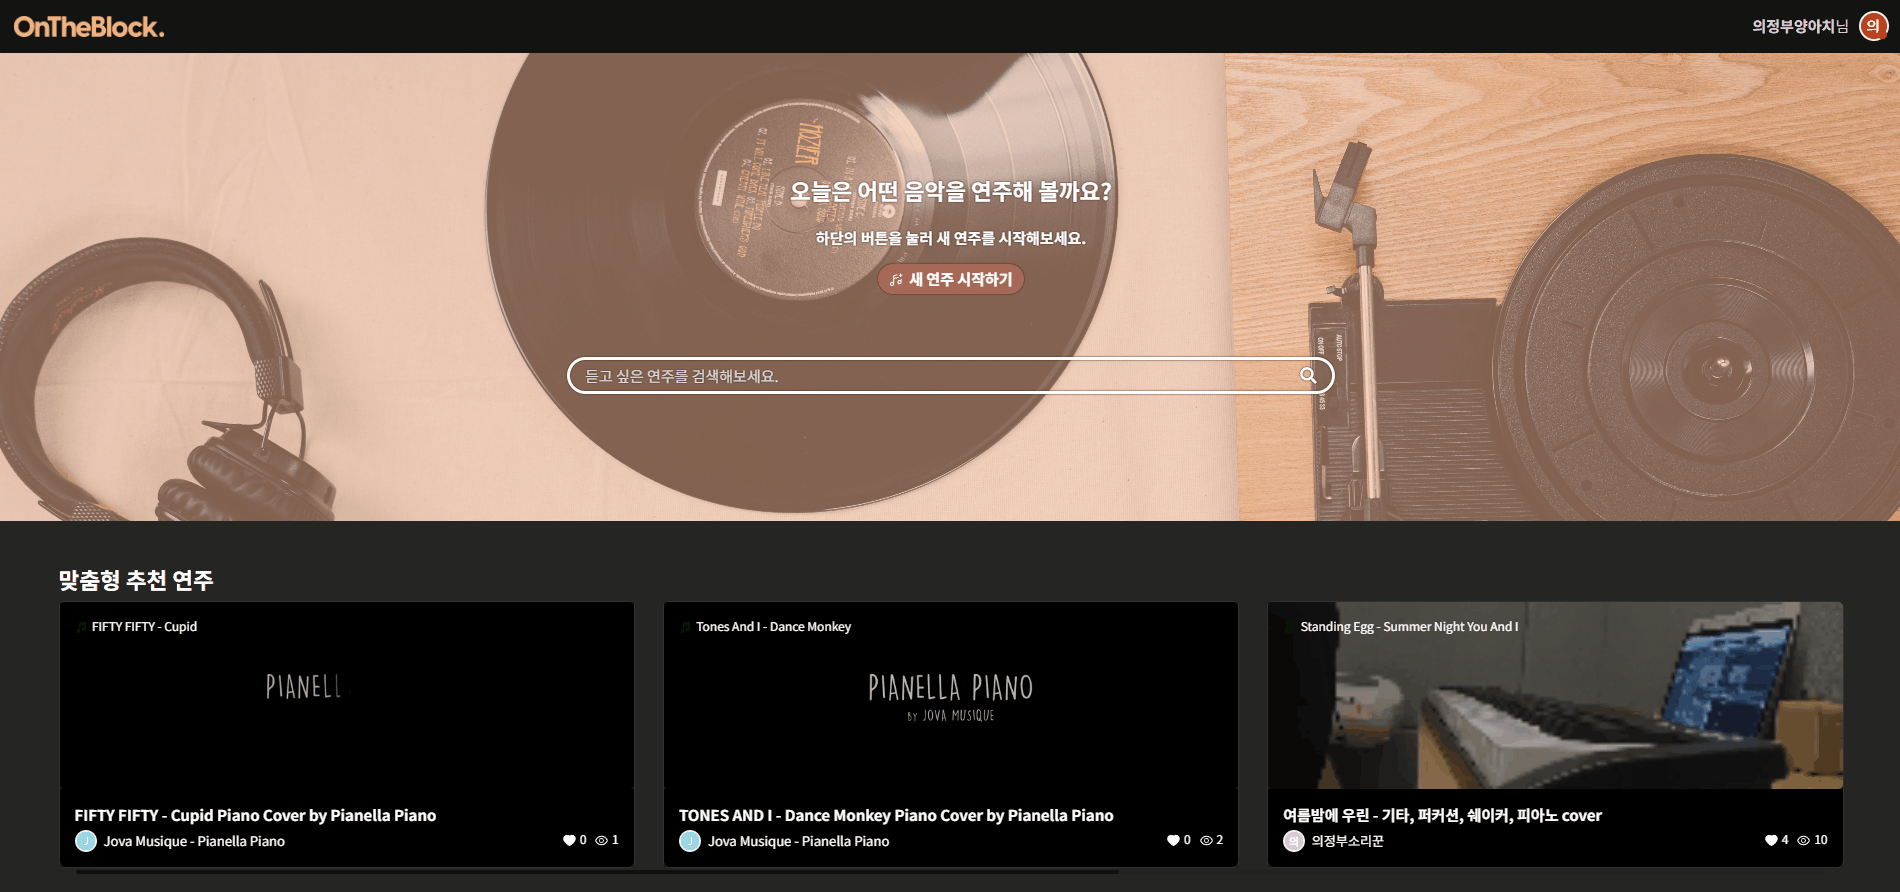 OnTheBlock.
의정부양아치님
의
MOZIER
오늘은 어떤 음악을 연주해 볼까요?
하단의 버튼을 눌러 새 연주를 시작해보세요.
새 연주 시작하기
듣고 싶은 연주를 검색해보세요.
AUTO STOP
ON OFF
맞춤형 추천 연주
FIFTY FIFTY - Cupid
PIANELL
FIFTY FIFTY - Cupid Piano Cover by Pianella Piano
J Jova Musique - Pianella Piano
0 1
Tones And I - Dance Monkey
PIANELLA PIANO
BY JOVA MUSIQUE
TONES AND I - Dance Monkey Piano Cover by Pianella Piano
J Jova Musique - Pianella Piano
0 2
Standing Egg - Summer Night You And I
여름밤에 우린 - 기타, 퍼커션, 쉐이커, 피아노 cover
의 의정부소리꾼
4 10